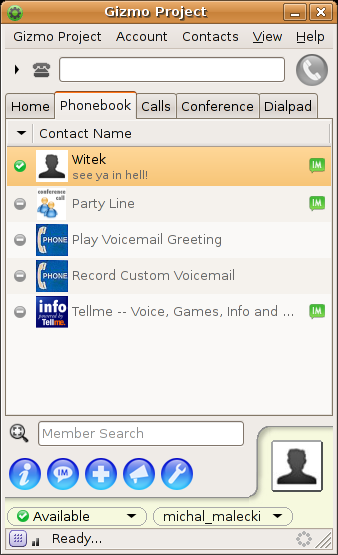 Gizmo Project
Gizmo Project Account Contacts View Help
Home Phonebook Calls Conference Dialpad
Contact Name
Witek
see ya in hell!
IM
conference
call
Party Line
IM
PHONE
Play Voicemail Greeting
PHONE
Record Custom Voicemail
info
powered by
Tellme.
Tellme -- Voice, Games, Info and ...
IM
Member Search
i IM
Available michal_malecki
Ready...